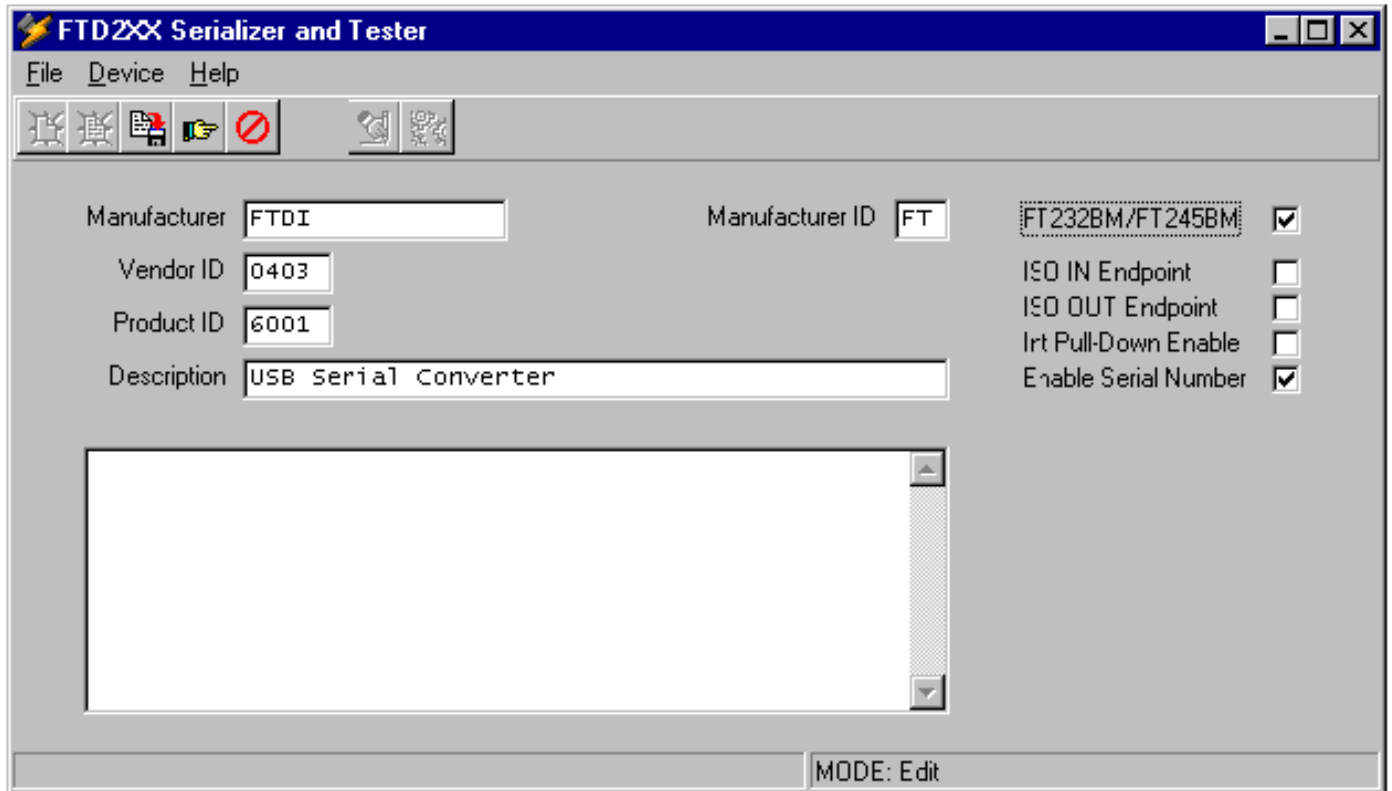 FTD2XX Serializer and Tester
File Device Help
Manufacturer FTDI Manufacturer ID FT FT232BM/FT245BM
Vendor ID 0403 ISO IN Endpoint
ISO OUT Endpoint
Product ID 6001 Int Pull-Down Enable
Description USB Serial Converter Enable Serial Number
MODE: Edit